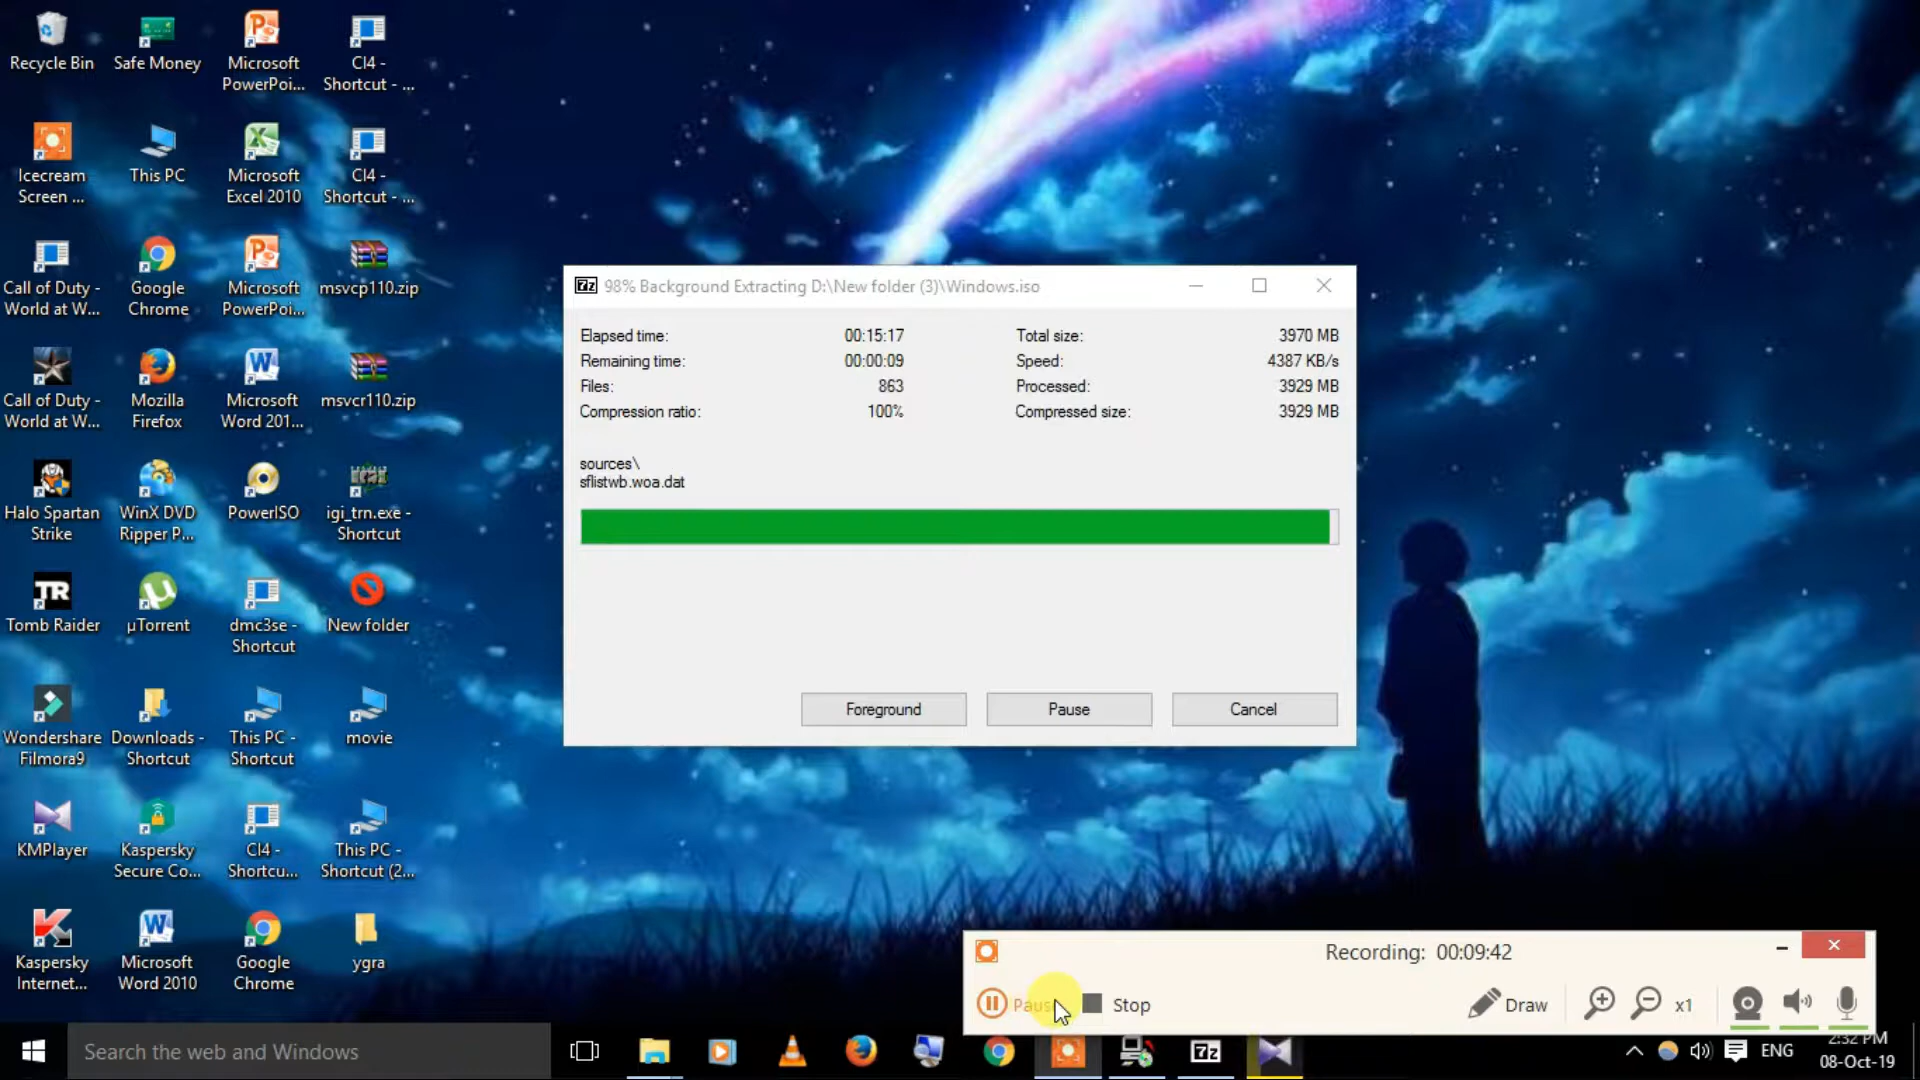 Recycle Bin
Safe Money
Microsoft
PowerPoi...
CI4 -
Shortcut - ...
Icecream
Screen ...
This PC
Microsoft
Excel 2010
CI4 -
Shortcut - ...
Call of Duty -
World at W...
Google
Chrome
Microsoft
PowerPoi...
msvcp110.zip
Call of Duty -
World at W...
Mozilla
Firefox
Microsoft
Word 201...
msvcr110.zip
Halo Spartan
Strike
WinX DVD
Ripper P...
PowerISO
igi_trn.exe -
Shortcut
TR
Tomb Raider
µTorrent
dmc3se -
Shortcut
New folder
Wondershare
Filmora9
Downloads -
Shortcut
This PC -
Shortcut
movie
KMPlayer
Kaspersky
Secure Co...
CI4 -
Shortcu...
This PC -
Shortcut (2...
Kaspersky
Internet...
Microsoft
Word 2010
Google
Chrome
ygra
7z 98% Background Extracting D:\New folder (3)\Windows.iso
Elapsed time: 00:15:17 Total size: 3970 MB
Remaining time: 00:00:09 Speed: 4387 KB/s
Files: 863 Processed: 3929 MB
Compression ratio: 100% Compressed size: 3929 MB
sources\
sflistwb.woa.dat
Foreground Pause Cancel
Recording: 00:09:42
Pause Stop Draw x1
Search the web and Windows
7z
ENG
2:32 PM
08-Oct-19